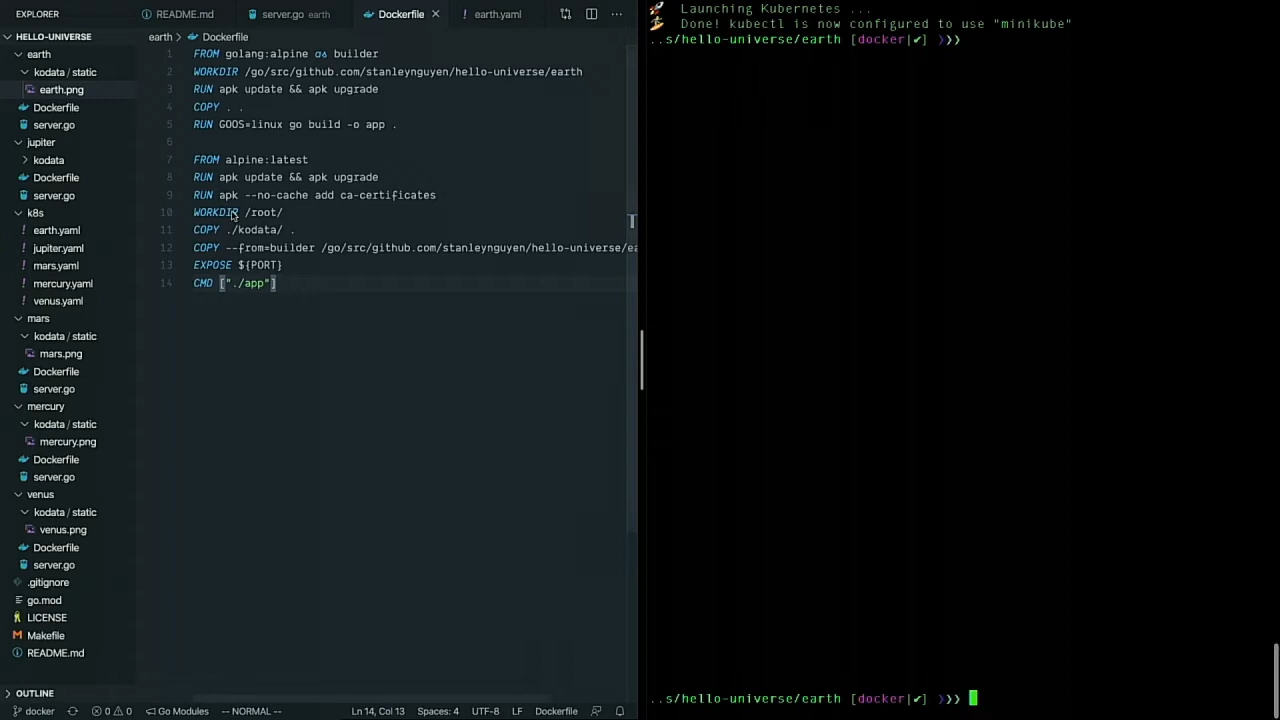 EXPLORER
HELLO-UNIVERSE
earth
kodata / static
earth.png
Dockerfile
server.go
jupiter
kodata
Dockerfile
server.go
k8s
! earth.yaml
! jupiter.yaml
! mars.yaml
! mercury.yaml
! venus.yaml
mars
kodata / static
mars.png
Dockerfile
server.go
mercury
kodata / static
mercury.png
Dockerfile
server.go
venus
kodata / static
venus.png
Dockerfile
server.go
.gitignore
go.mod
LICENSE
Makefile
README.md
OUTLINE
README.md
server.go earth
Dockerfile
! earth.yaml
earth > Dockerfile
1 FROM golang:alpine as builder
2 WORKDIR /go/src/github.com/stanleynguyen/hello-universe/earth
3 RUN apk update && apk upgrade
4 COPY . .
5 RUN GOOS=linux go build -o app .
6
7 FROM alpine:latest
8 RUN apk update && apk upgrade
9 RUN apk --no-cache add ca-certificates
10 WORKDIR /root/
11 COPY ./kodata/ .
12 COPY --from=builder /go/src/github.com/stanleynguyen/hello-universe/ea
13 EXPOSE ${PORT}
14 CMD ["./app"]
docker 0 0 Go Modules -- NORMAL -- Ln 14, Col 13 Spaces: 4 UTF-8 LF Dockerfile
Launching Kubernetes ...
Done! kubectl is now configured to use "minikube"
..s/hello-universe/earth [docker|✔] ❯❯❯
..s/hello-universe/earth [docker|✔] ❯❯❯